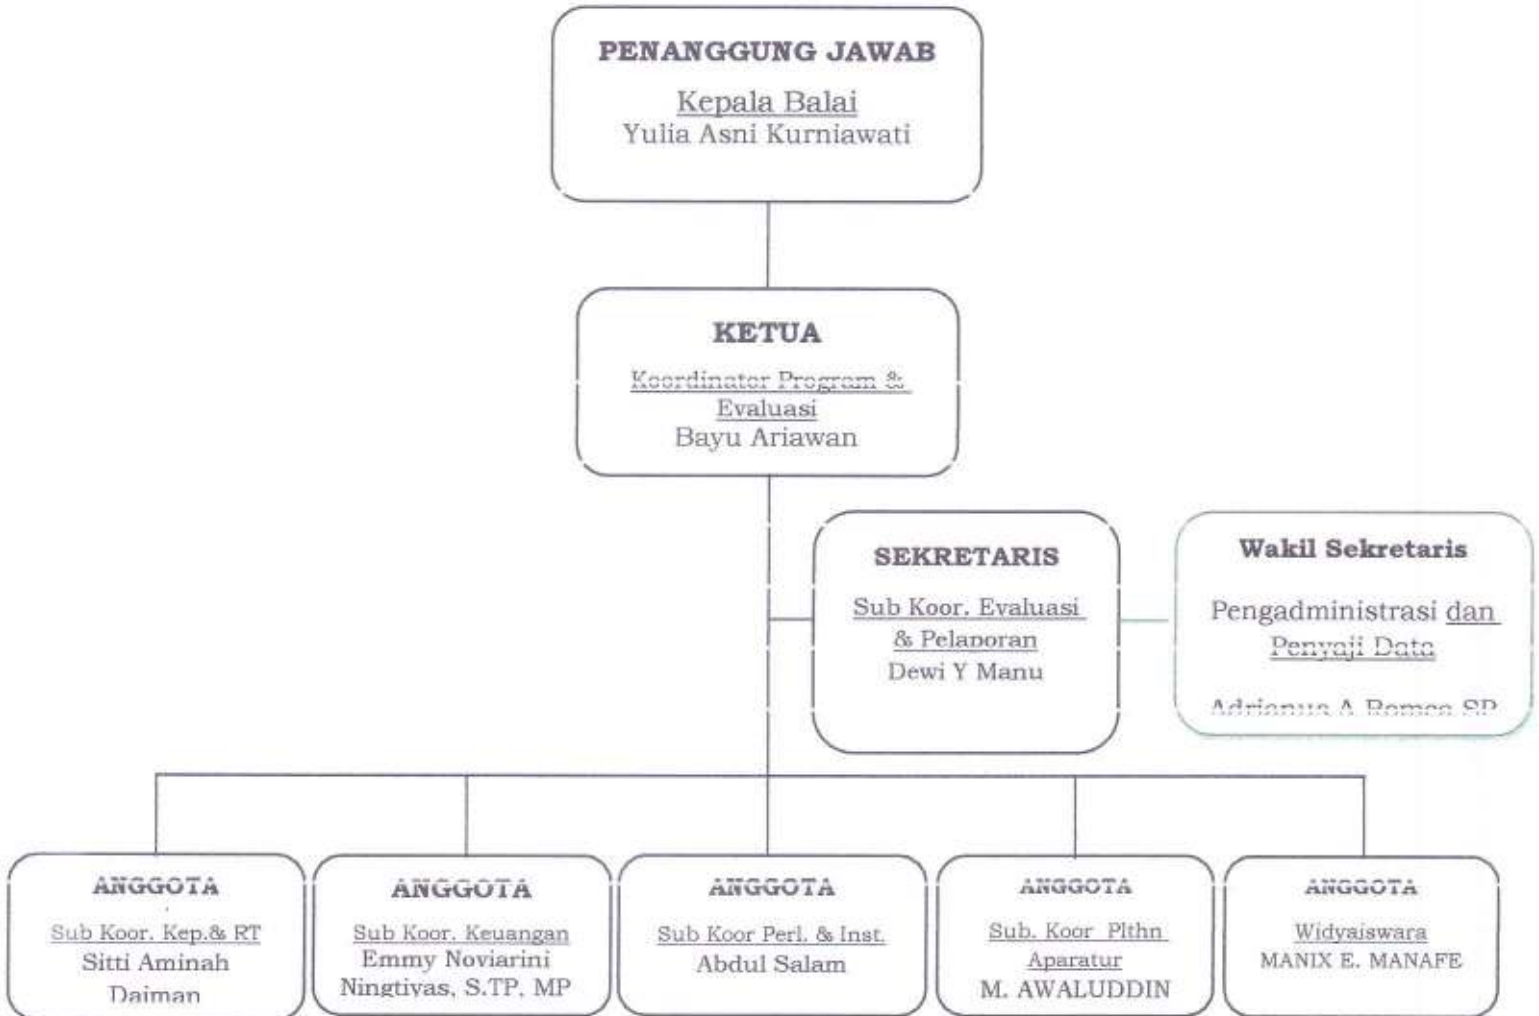 PENANGGUNG JAWAB
Kepala Balai
Yulia Asni Kurniawati
KETUA
Koordinator Program &
Evaluasi
Bayu Ariawan
SEKRETARIS
Sub Koor. Evaluasi
& Pelaporan
Dewi Y Manu
Wakil Sekretaris
Pengadministrasi dan
Penyaji Data
Adrianus A SP
ANGGOTA
Sub Koor. Kep.& RT
Sitti Aminah
Daiman
ANGGOTA
Sub Koor. Keuangan
Emmy Noviarini
Ningtiyas, S.TP, MP
ANGGOTA
Sub Koor Perl. & Inst.
Abdul Salam
ANGGOTA
Sub. Koor Plthn
Aparatur
M. AWALUDDIN
ANGGOTA
Widyaiswara
MANIX E. MANAFE